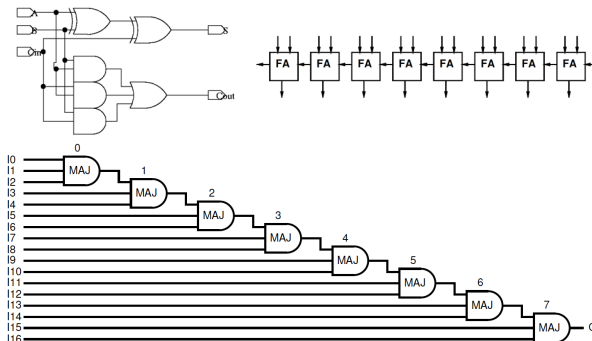 A
B
Cin
S
Cout
FA FA FA FA FA FA FA FA
I0
I1
I2
I3
I4
I5
I6
I7
I8
I9
I10
I11
I12
I13
I14
I15
I16
0
MAJ
1
MAJ
2
MAJ
3
MAJ
4
MAJ
5
MAJ
6
MAJ
7
MAJ